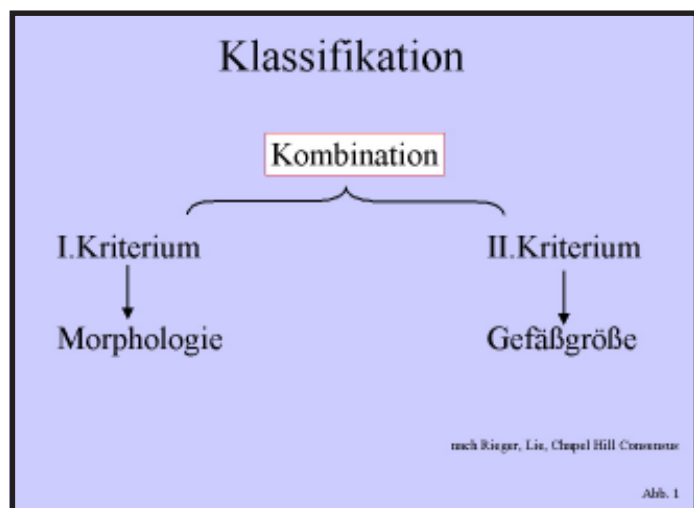 Klassifikation
Kombination
I.Kriterium II.Kriterium
Morphologie Gefäßgröße
nach Rieger, Lie, Chapel Hill Consensus
Abb. 1